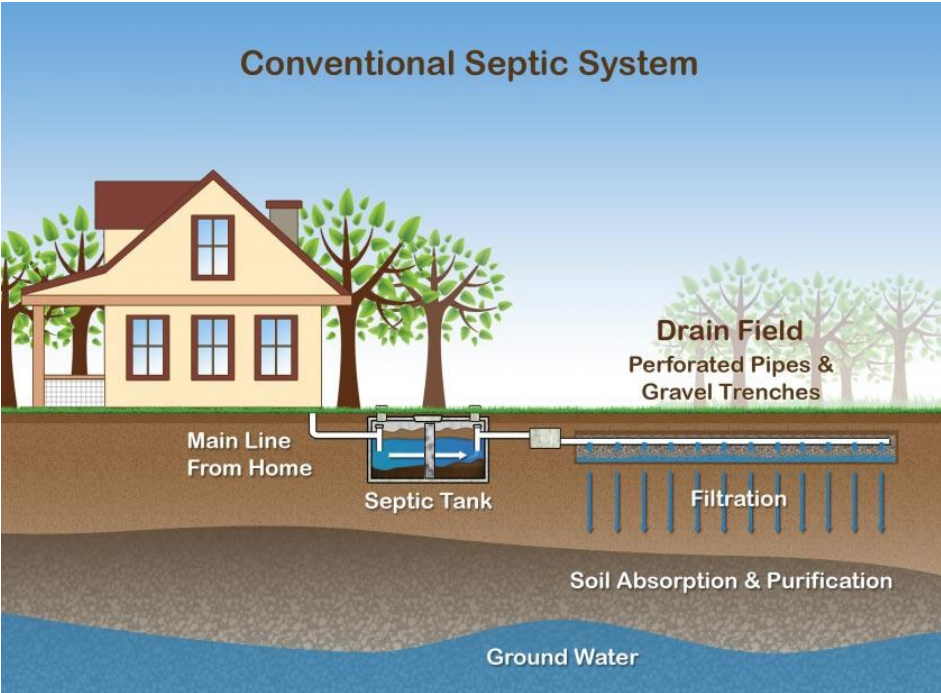 Conventional Septic System
Drain Field
Perforated Pipes &
Gravel Trenches
Main Line
From Home
Septic Tank
Filtration
Soil Absorption & Purification
Ground Water